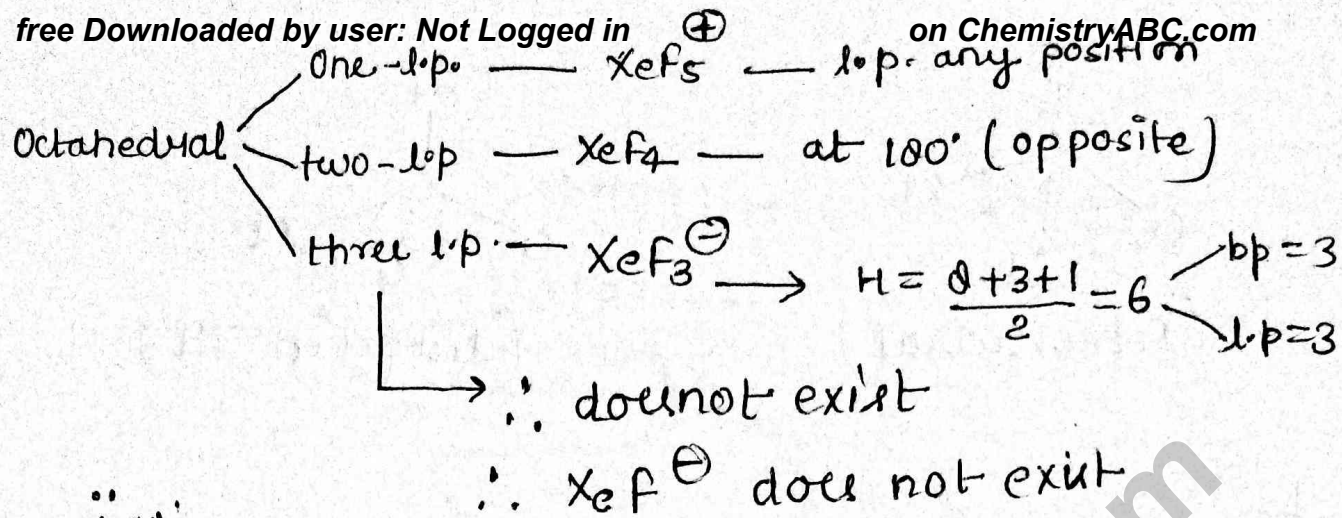 free Downloaded by user: Not Logged in on ChemistryABC.com
One-l.p. — XeF5⊕ — l.p. any position
Octahedral
two-l.p — XeF4 — at 180° (opposite)
three l.p. — XeF3⊖ → H = 8+3+1/2 = 6
bp = 3
l.p = 3
∴ doesnot exist
∴ XeF⊖ does not exist